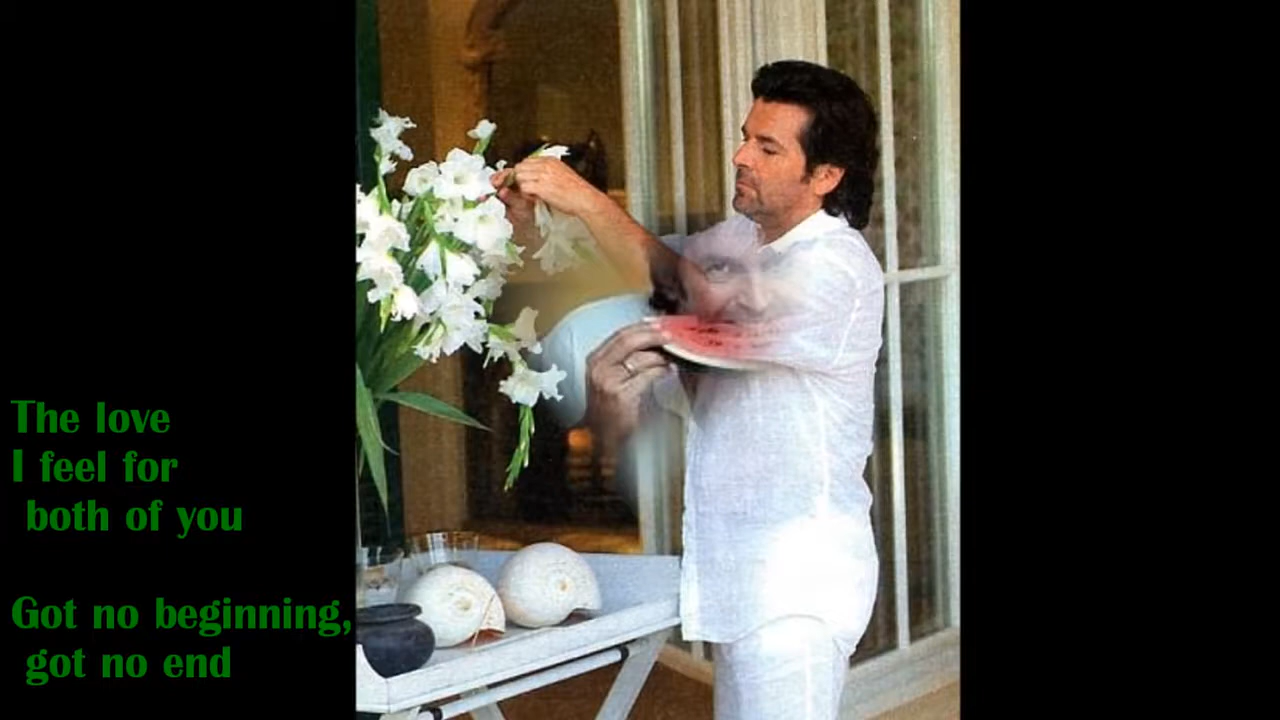 The love
I feel for
both of you
Got no beginning,
got no end